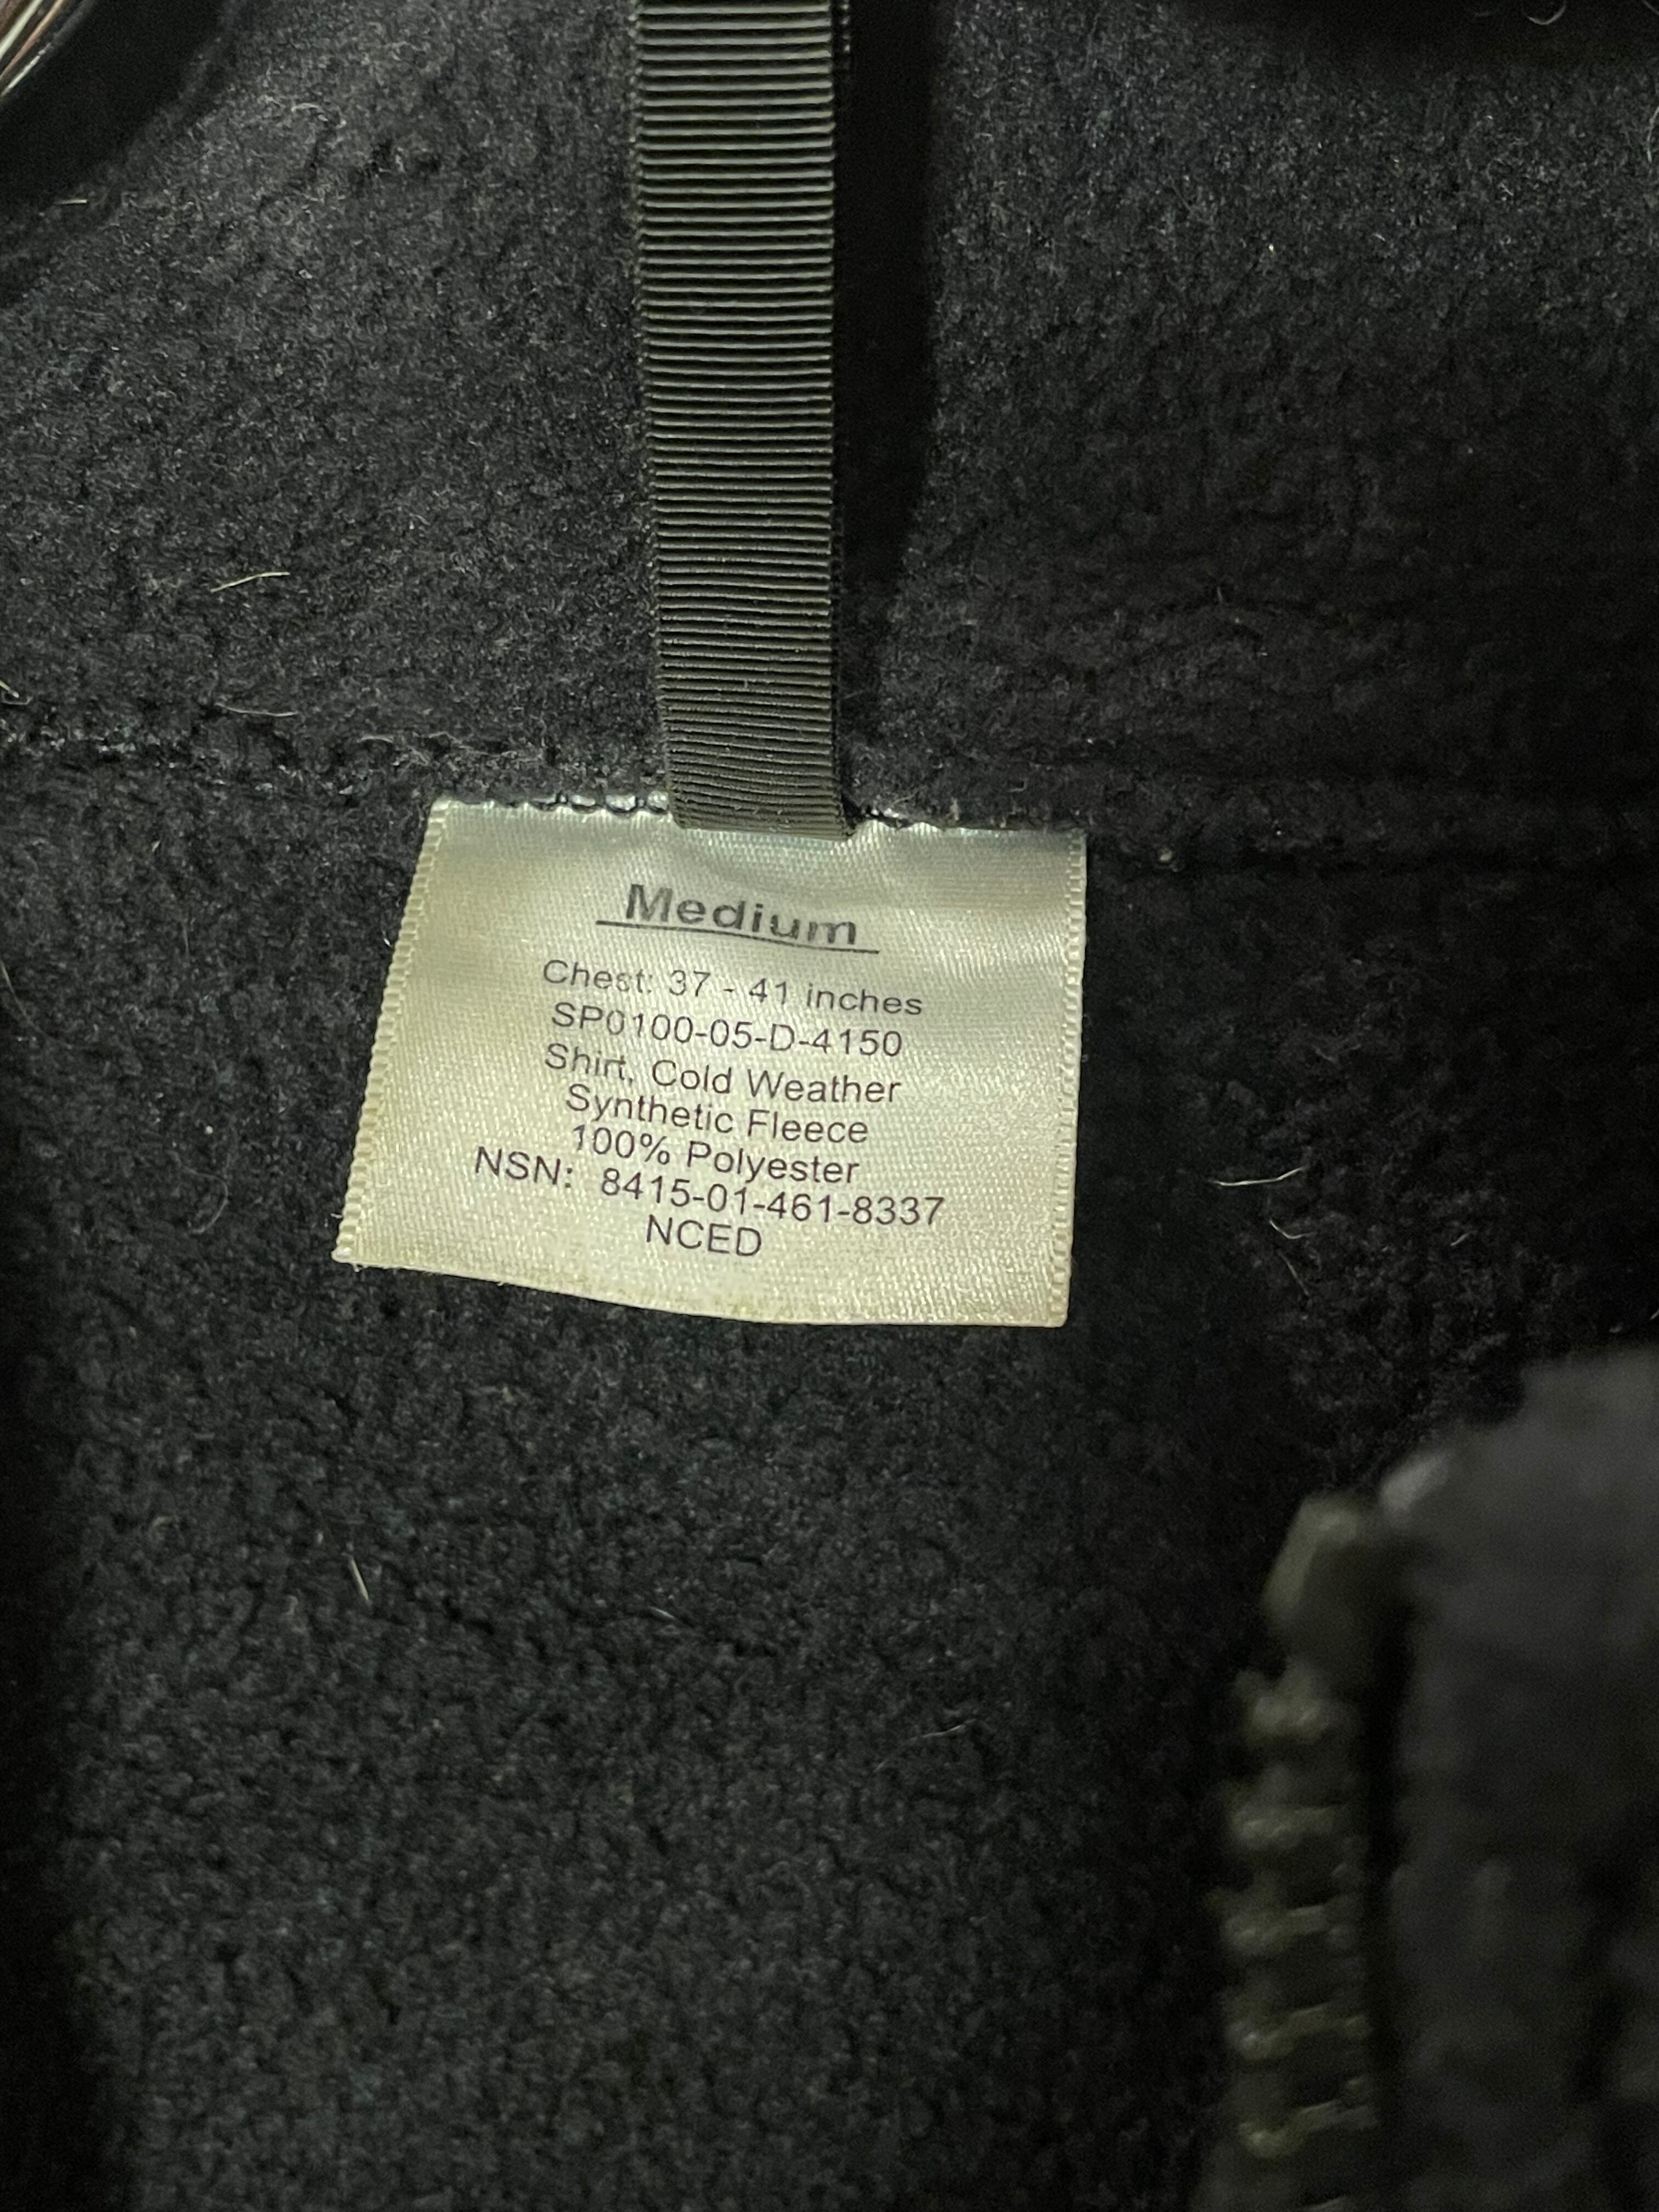 Medium
Chest: 37 - 41 inches
SP0100-05-D-4150
Shirt, Cold Weather
Synthetic Fleece
100% Polyester
NSN: 8415-01-461-8337
NCED